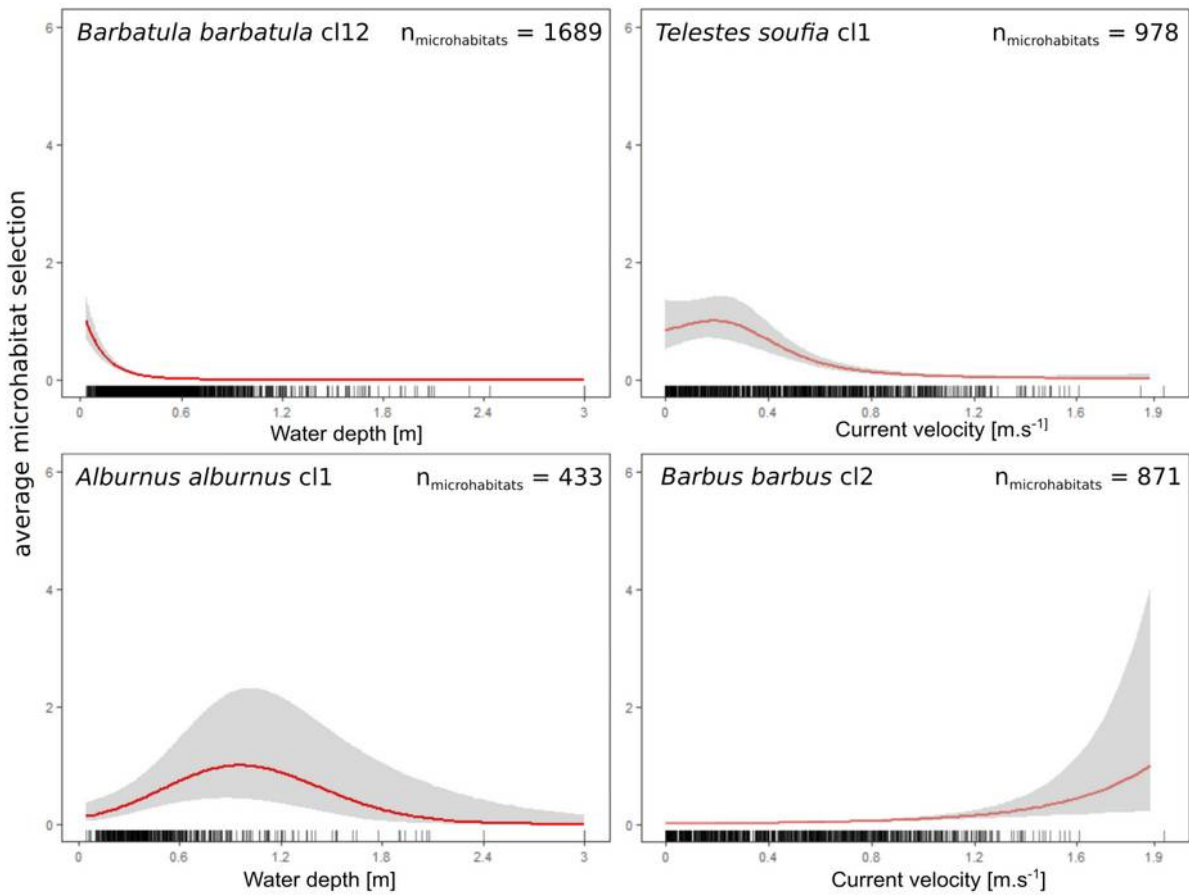 average microhabitat selection
Barbatula barbatula cl12 n microhabitats = 1689
6
4
2
0
0 0.6 1.2 1.8 2.4 3
Water depth [m]
Telestes soufia cl1 n microhabitats = 978
6
4
2
0
0 0.4 0.8 1.2 1.6 1.9
Current velocity [m.s-1]
Alburnus alburnus cl1 n microhabitats = 433
6
4
2
0
0 0.6 1.2 1.8 2.4 3
Water depth [m]
Barbus barbus cl2 n microhabitats = 871
6
4
2
0
0 0.4 0.8 1.2 1.6 1.9
Current velocity [m.s-1]